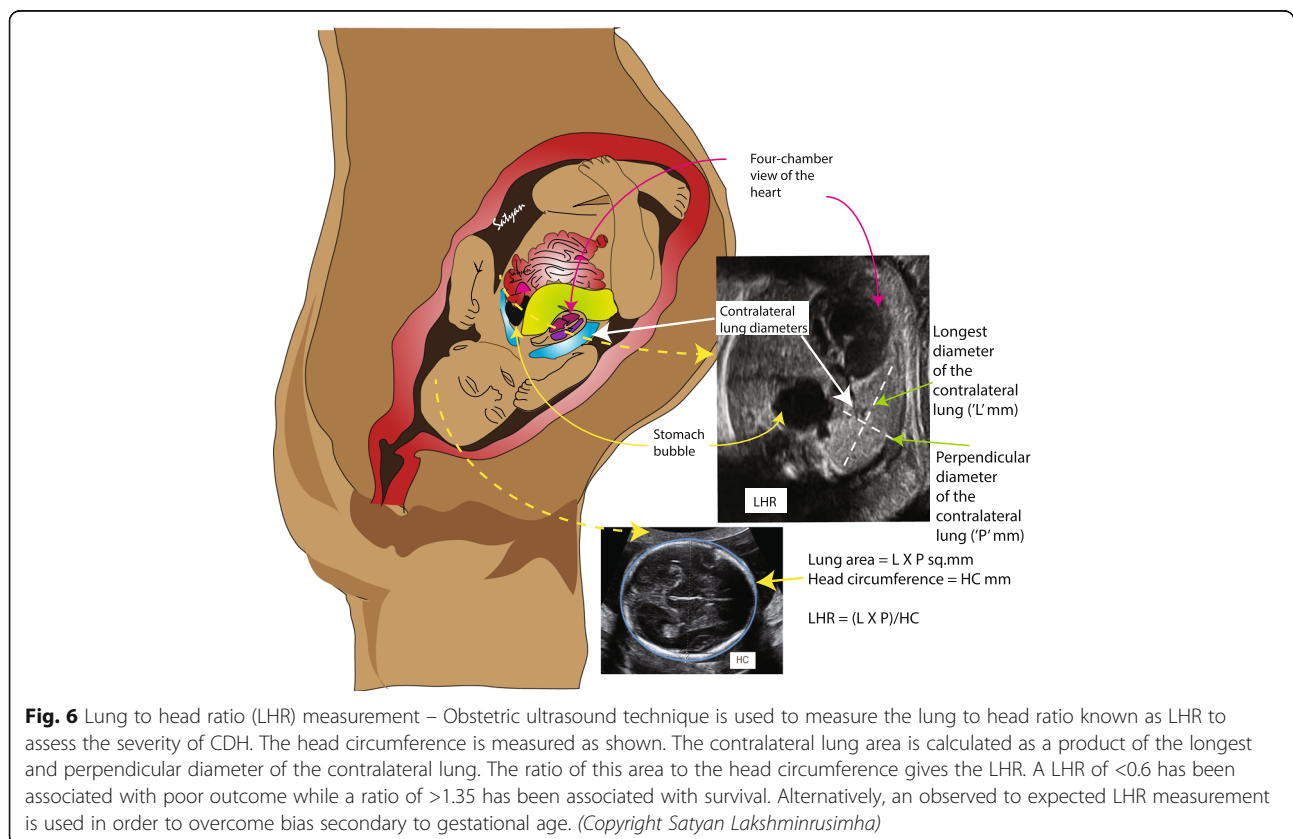 Four-chamber
view of the
heart
Satyan
Contralateral
lung diameters
Longest
diameter
of the
contralateral
lung ('L' mm)
Stomach
bubble
Perpendicular
diameter
of the
contralateral
lung ('P' mm)
LHR
Lung area = L X P sq.mm
Head circumference = HC mm
LHR = (L X P)/HC
HC
Fig. 6 Lung to head ratio (LHR) measurement – Obstetric ultrasound technique is used to measure the lung to head ratio known as LHR to
assess the severity of CDH. The head circumference is measured as shown. The contralateral lung area is calculated as a product of the longest
and perpendicular diameter of the contralateral lung. The ratio of this area to the head circumference gives the LHR. A LHR of <0.6 has been
associated with poor outcome while a ratio of >1.35 has been associated with survival. Alternatively, an observed to expected LHR measurement
is used in order to overcome bias secondary to gestational age. (Copyright Satyan Lakshminrusimha)